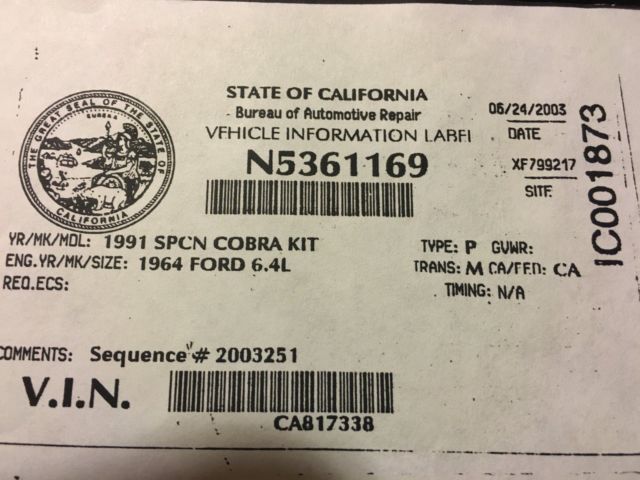 THE GREAT SEAL OF THE STATE OF
EUREKA
CALIFORNIA
STATE OF CALIFORNIA
Bureau of Automotive Repair
VEHICLE INFORMATION LABEL
N5361169
06/24/2003
DATE
XF799217
SITE
IC001873
YR/MK/MDL: 1991 SPCN COBRA KIT
ENG.YR/MK/SIZE: 1964 FORD 6.4L
REQ.ECS:
TYPE: P GVWR:
TRANS: M CA/FED: CA
TIMING: N/A
COMMENTS: Sequence # 2003251
V.I.N.
CA817338